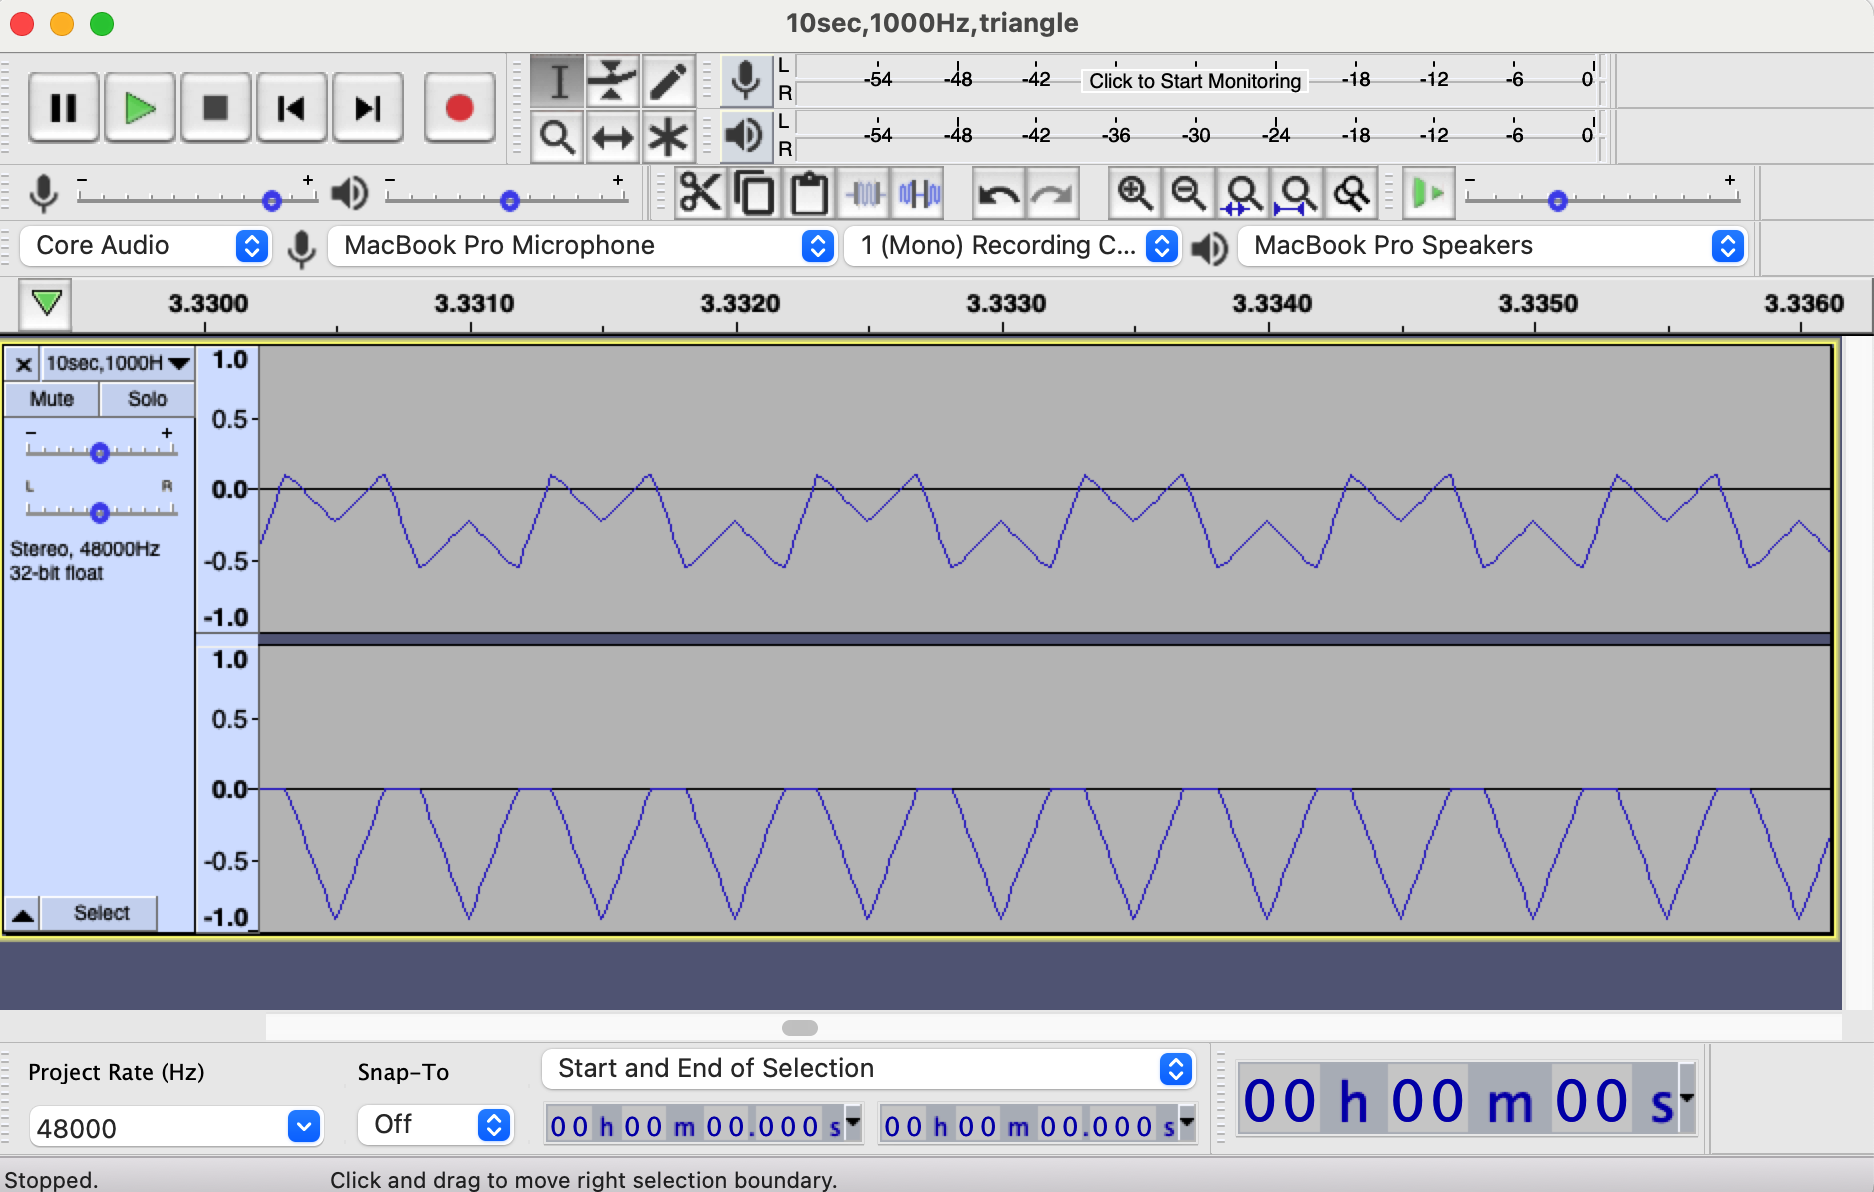 10sec,1000Hz,triangle
L
R
-54 -48 -42 Click to Start Monitoring -18 -12 -6 0
L
R
-54 -48 -42 -36 -30 -24 -18 -12 -6 0
- + - + - +
Core Audio MacBook Pro Microphone 1 (Mono) Recording C... MacBook Pro Speakers
3.3300 3.3310 3.3320 3.3330 3.3340 3.3350 3.3360
10sec,1000H 1.0
Mute Solo
0.5
- +
L R
0.0
Stereo, 48000Hz
-0.5
32-bit float
-1.0
1.0
0.5
0.0
-0.5
Select -1.0
Project Rate (Hz) Snap-To Start and End of Selection
48000 Off 00 h 00 m 00.000 s 00 h 00 m 00.000 s 00 h 00 m 00 s
Stopped. Click and drag to move right selection boundary.